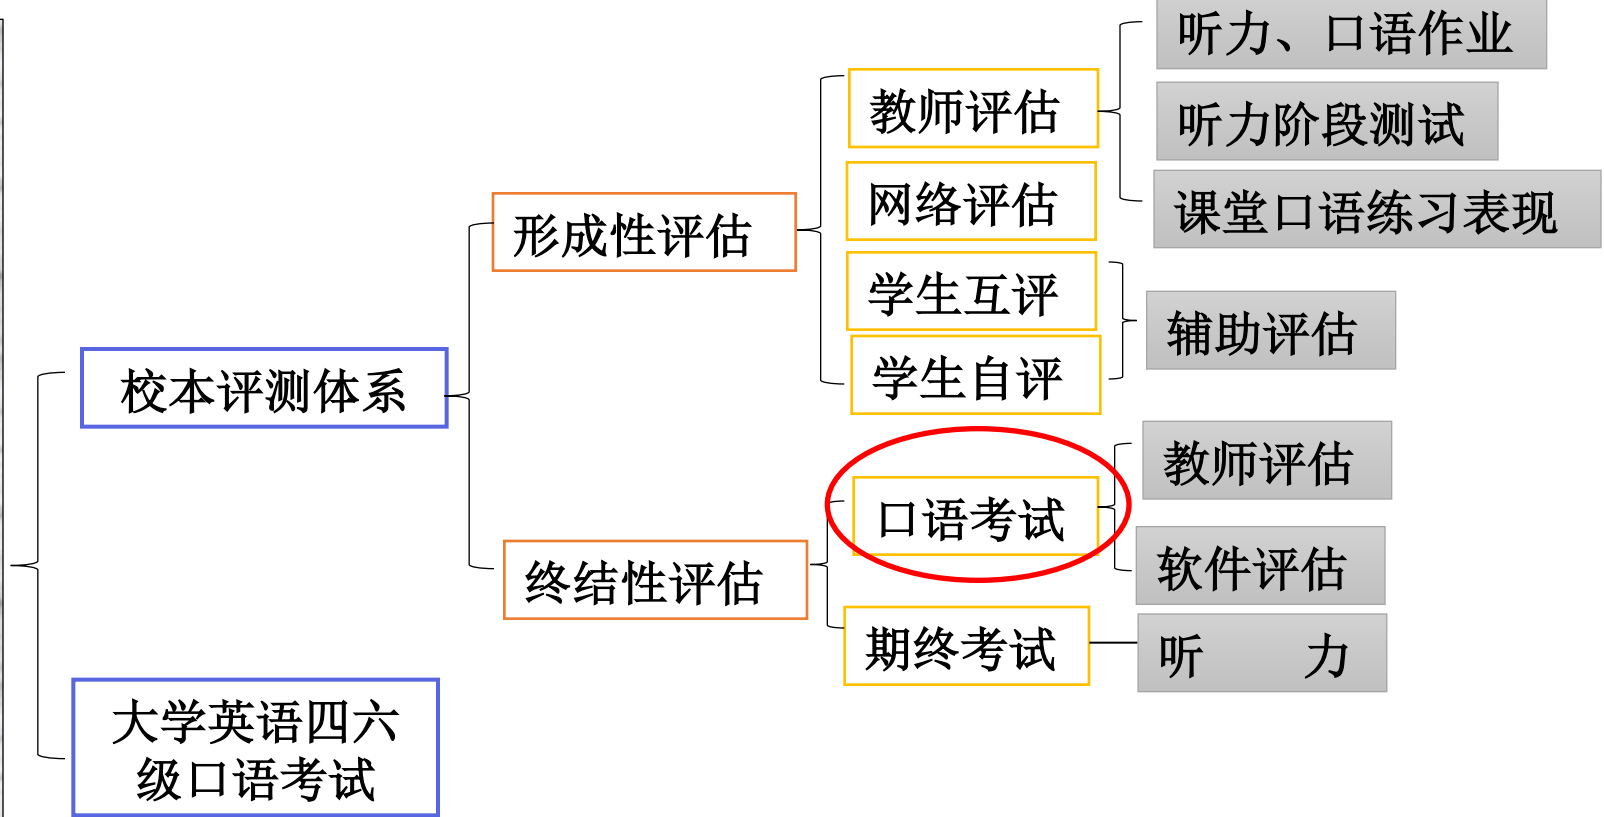 听力、口语作业
教师评估
听力阶段测试
网络评估
课堂口语练习表现
形成性评估
学生互评
辅助评估
学生自评
校本评测体系
口语考试
教师评估
软件评估
终结性评估
期终考试
听 力
大学英语四六
级口语考试